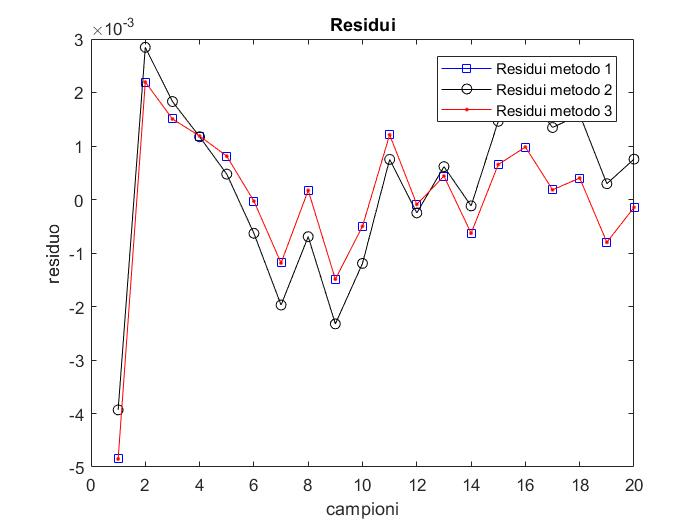 Residui
×10-3
3
2
1
0
-1
-2
-3
-4
-5
residuo
Residui metodo 1
Residui metodo 2
Residui metodo 3
0 2 4 6 8 10 12 14 16 18 20
campioni